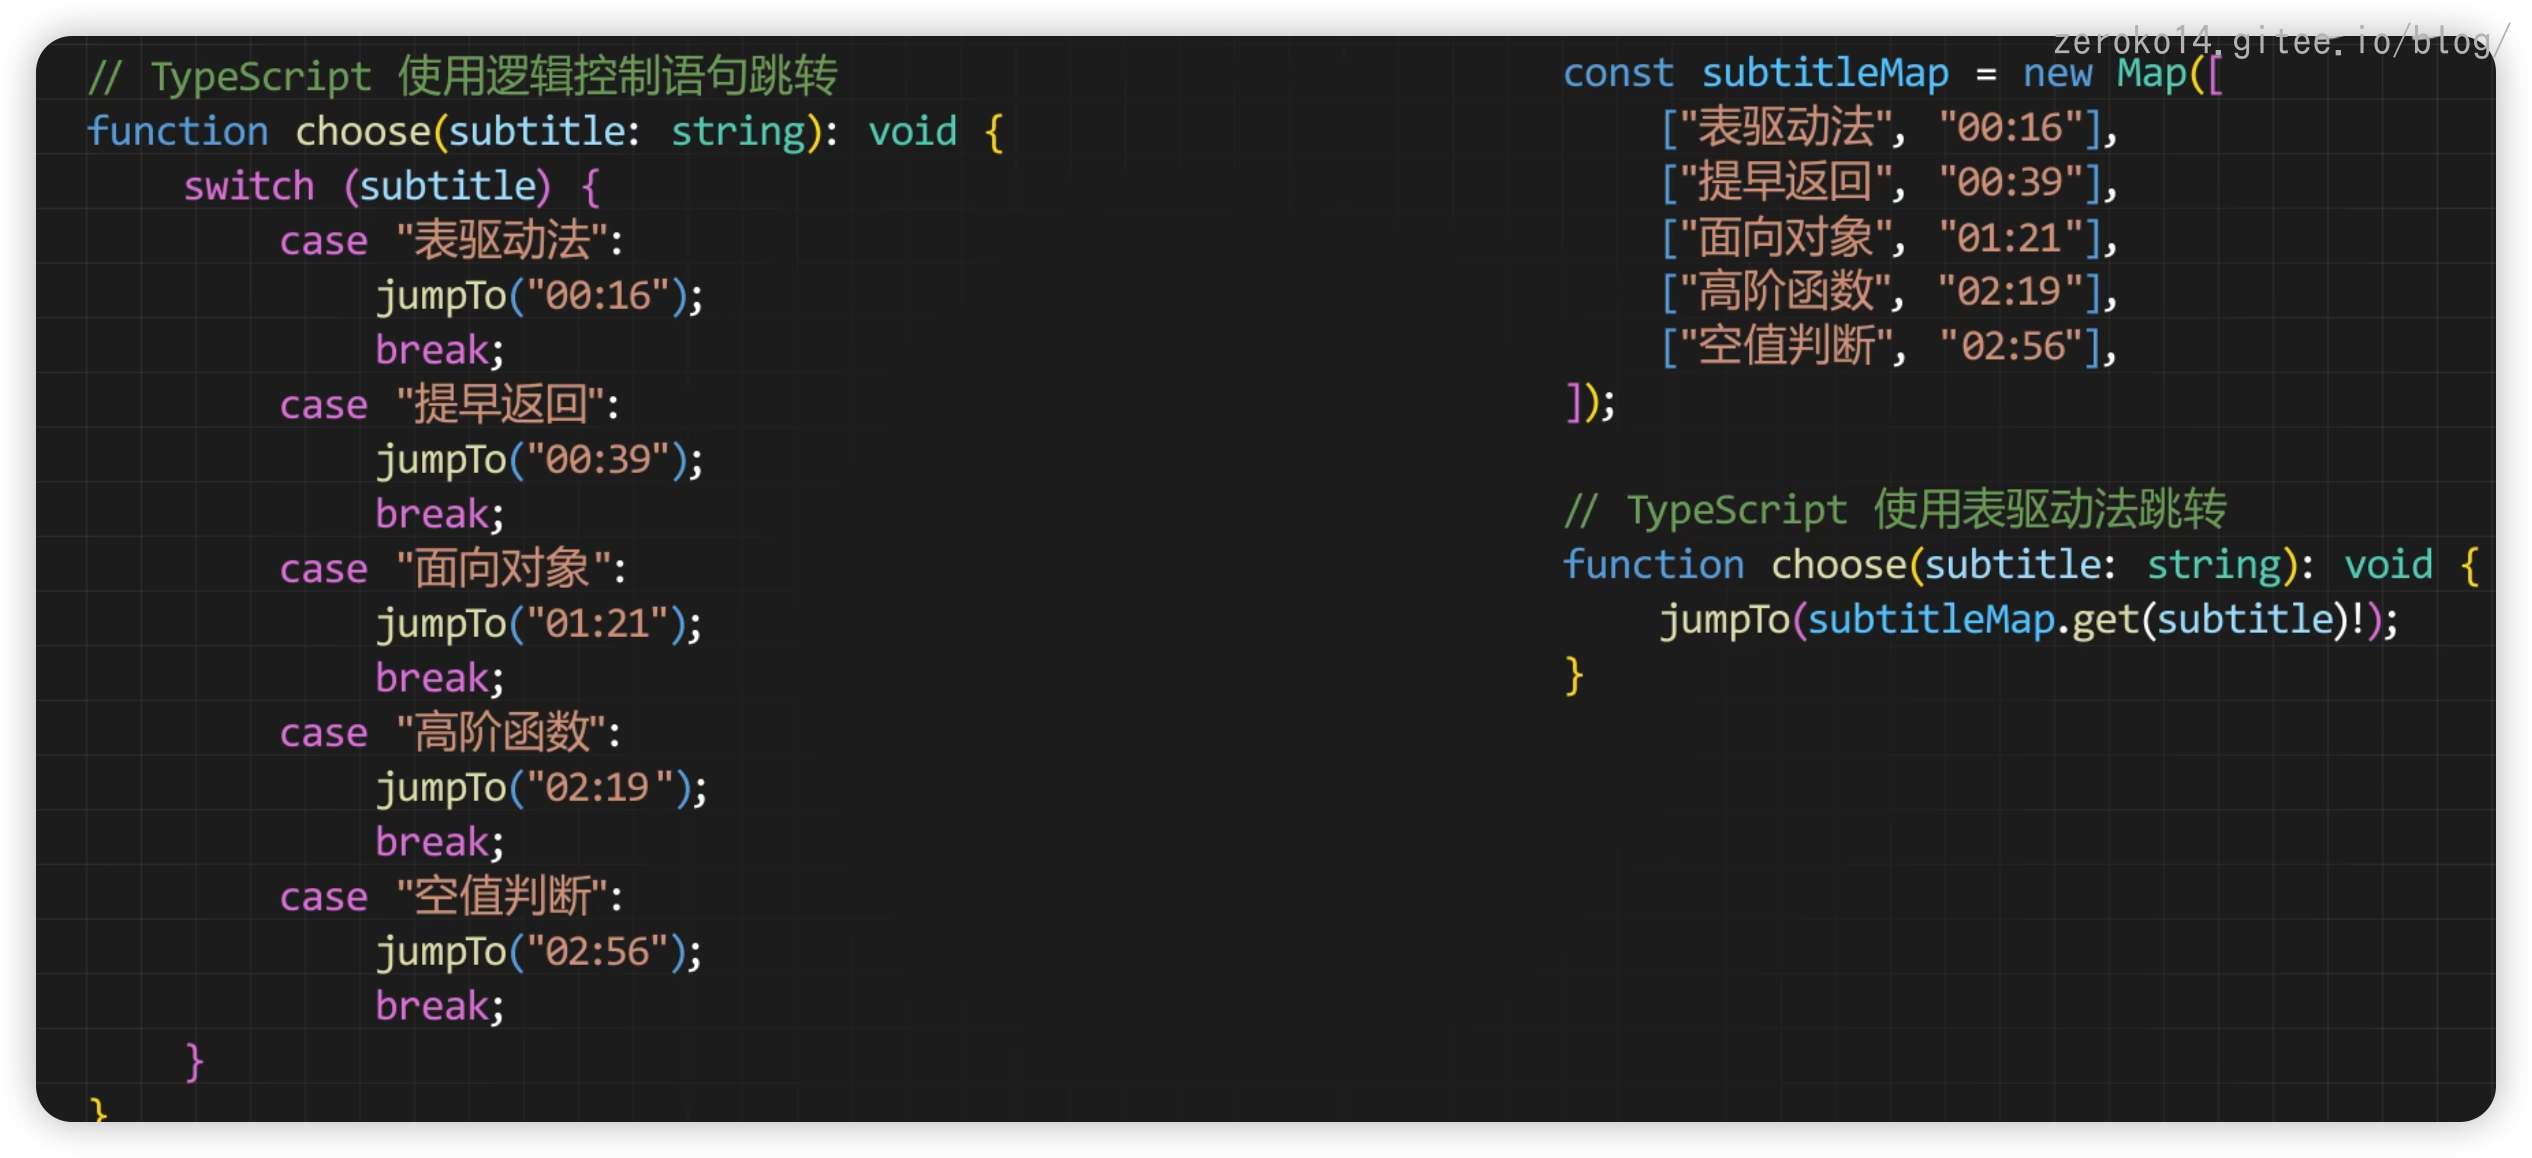 zeroko14.gitee.io/blog/
// TypeScript 使用逻辑控制语句跳转
function choose(subtitle: string): void {
switch (subtitle) {
case "表驱动法":
jumpTo("00:16");
break;
case "提早返回":
jumpTo("00:39");
break;
case "面向对象":
jumpTo("01:21");
break;
case "高阶函数":
jumpTo("02:19");
break;
case "空值判断":
jumpTo("02:56");
break;
}
}
const subtitleMap = new Map([
["表驱动法", "00:16"],
["提早返回", "00:39"],
["面向对象", "01:21"],
["高阶函数", "02:19"],
["空值判断", "02:56"],
]);
// TypeScript 使用表驱动法跳转
function choose(subtitle: string): void {
jumpTo(subtitleMap.get(subtitle)!);
}